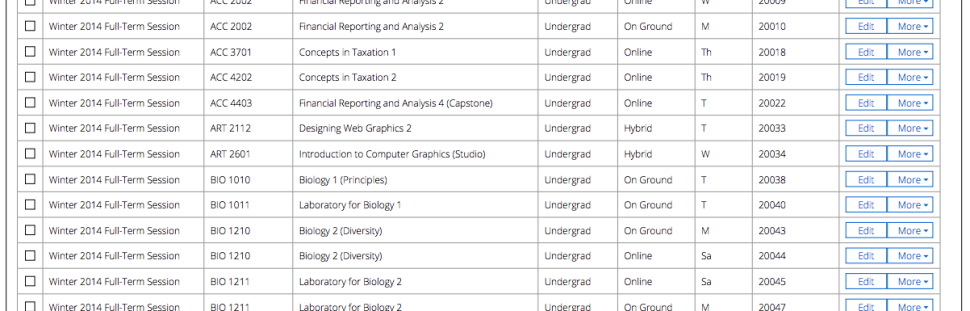 Winter 2014 Full-Term Session ACC 2002 Financial Reporting and Analysis 2 Undergrad Online W 20009 Edit More
Winter 2014 Full-Term Session ACC 2002 Financial Reporting and Analysis 2 Undergrad On Ground M 20010 Edit More
Winter 2014 Full-Term Session ACC 3701 Concepts in Taxation 1 Undergrad Online Th 20018 Edit More
Winter 2014 Full-Term Session ACC 4202 Concepts in Taxation 2 Undergrad Online Th 20019 Edit More
Winter 2014 Full-Term Session ACC 4403 Financial Reporting and Analysis 4 (Capstone) Undergrad Online T 20022 Edit More
Winter 2014 Full-Term Session ART 2112 Designing Web Graphics 2 Undergrad Hybrid T 20033 Edit More
Winter 2014 Full-Term Session ART 2601 Introduction to Computer Graphics (Studio) Undergrad Hybrid W 20034 Edit More
Winter 2014 Full-Term Session BIO 1010 Biology 1 (Principles) Undergrad On Ground T 20038 Edit More
Winter 2014 Full-Term Session BIO 1011 Laboratory for Biology 1 Undergrad On Ground T 20040 Edit More
Winter 2014 Full-Term Session BIO 1210 Biology 2 (Diversity) Undergrad On Ground M 20043 Edit More
Winter 2014 Full-Term Session BIO 1210 Biology 2 (Diversity) Undergrad Online Sa 20044 Edit More
Winter 2014 Full-Term Session BIO 1211 Laboratory for Biology 2 Undergrad Online Sa 20045 Edit More
Winter 2014 Full-Term Session BIO 1211 Laboratory for Biology 2 Undergrad On Ground M 20047 Edit More